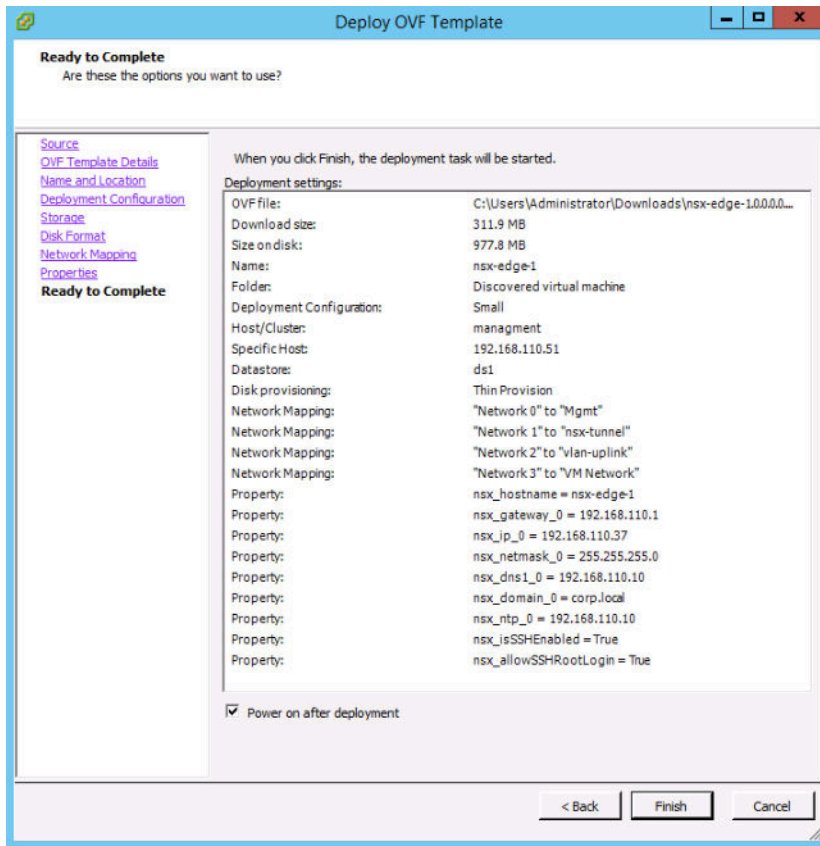 Deploy OVF Template
Ready to Complete
Are these the options you want to use?
Source
OVF Template Details
Name and Location
Deployment Configuration
Storage
Disk Format
Network Mapping
Properties
Ready to Complete
When you click Finish, the deployment task will be started.
Deployment settings:
OVF file: C:\Users\Administrator\Downloads\nsx-edge-1.0.0.0.0....
Download size: 311.9 MB
Size on disk: 977.8 MB
Name: nsx-edge-1
Folder: Discovered virtual machine
Deployment Configuration: Small
Host/Cluster: managment
Specific Host: 192.168.110.51
Datastore: ds1
Disk provisioning: Thin Provision
Network Mapping: "Network 0" to "Mgmt"
Network Mapping: "Network 1" to "nsx-tunnel"
Network Mapping: "Network 2" to "vlan-uplink"
Network Mapping: "Network 3" to "VM Network"
Property: nsx_hostname = nsx-edge-1
Property: nsx_gateway_0 = 192.168.110.1
Property: nsx_ip_0 = 192.168.110.37
Property: nsx_netmask_0 = 255.255.255.0
Property: nsx_dns1_0 = 192.168.110.10
Property: nsx_domain_0 = corp.local
Property: nsx_ntp_0 = 192.168.110.10
Property: nsx_isSSHEnabled = True
Property: nsx_allowSSHRootLogin = True
Power on after deployment
< Back Finish Cancel